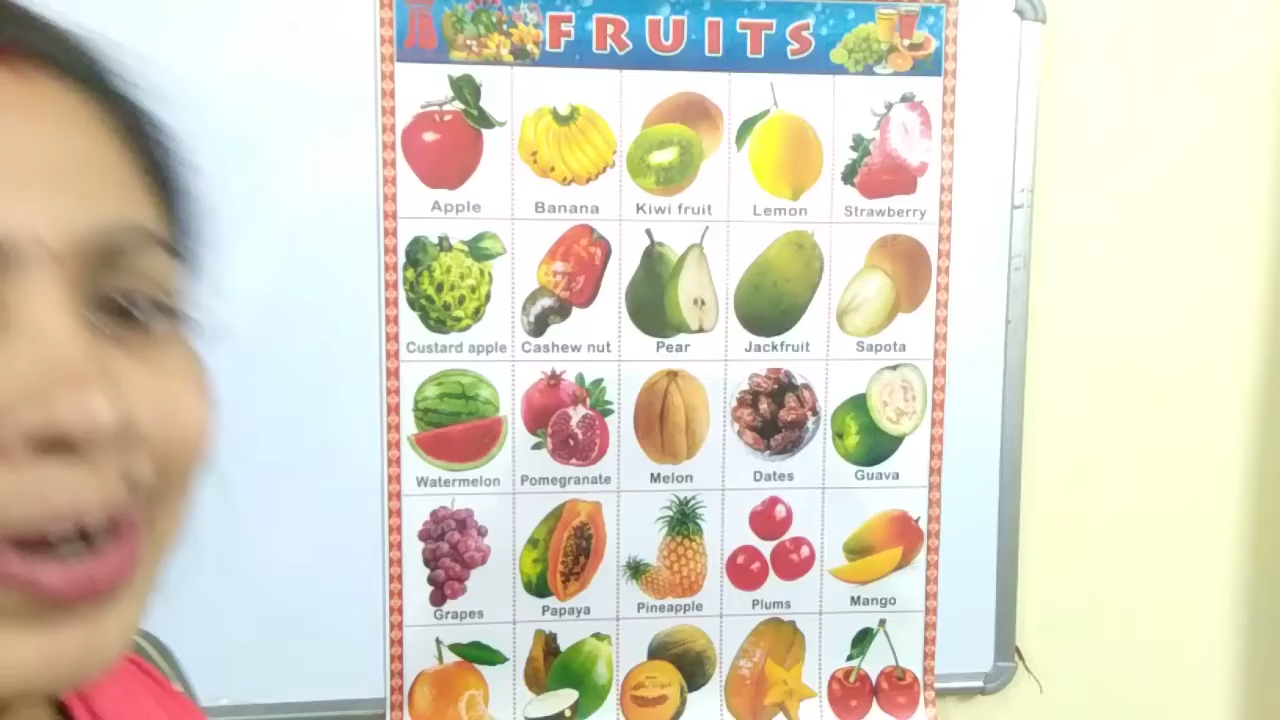 FRUITS
Apple Banana Kiwi fruit Lemon Strawberry
Custard apple Cashew nut Pear Jackfruit Sapota
Watermelon Pomegranate Melon Dates Guava
Grapes Papaya Pineapple Plums Mango